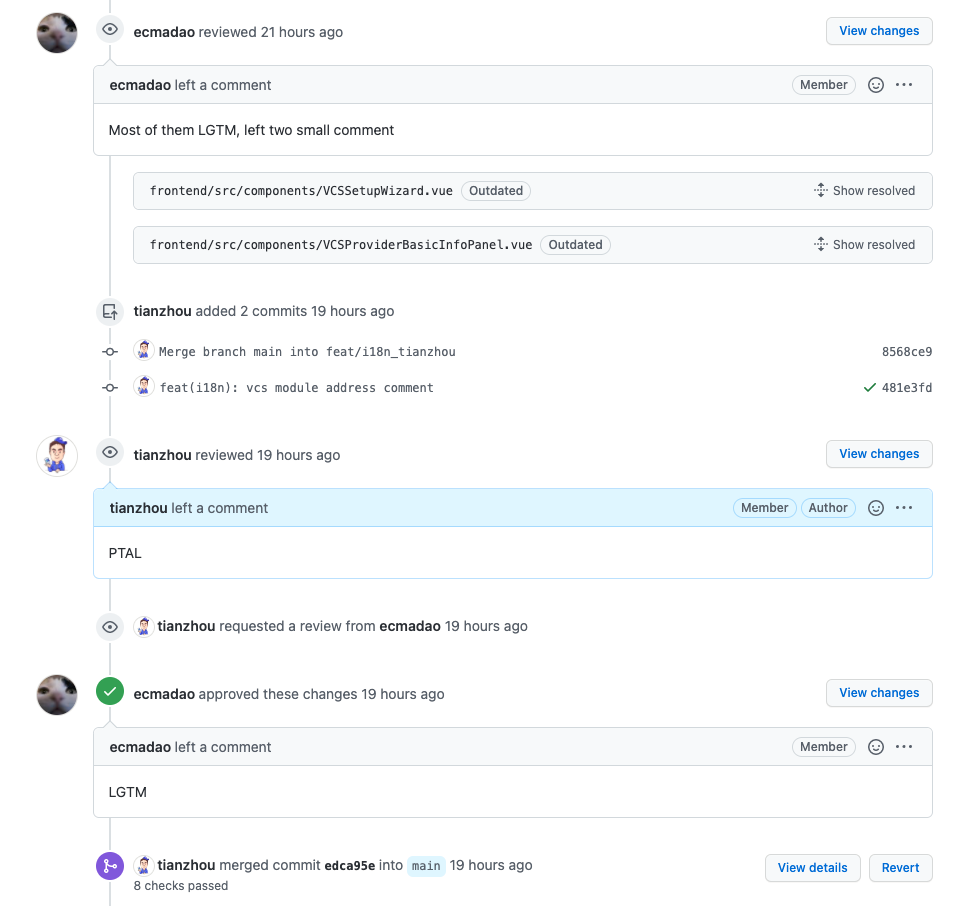 ecmadao reviewed 21 hours ago View changes
ecmadao left a comment Member
Most of them LGTM, left two small comment
frontend/src/components/VCSSetupWizard.vue Outdated Show resolved
frontend/src/components/VCSProviderBasicInfoPanel.vue Outdated Show resolved
tianzhou added 2 commits 19 hours ago
Merge branch main into feat/i18n_tianzhou 8568ce9
feat(i18n): vcs module address comment 481e3fd
tianzhou reviewed 19 hours ago View changes
tianzhou left a comment Member Author
PTAL
tianzhou requested a review from ecmadao 19 hours ago
ecmadao approved these changes 19 hours ago View changes
ecmadao left a comment Member
LGTM
tianzhou merged commit edca95e into main 19 hours ago View details Revert
8 checks passed